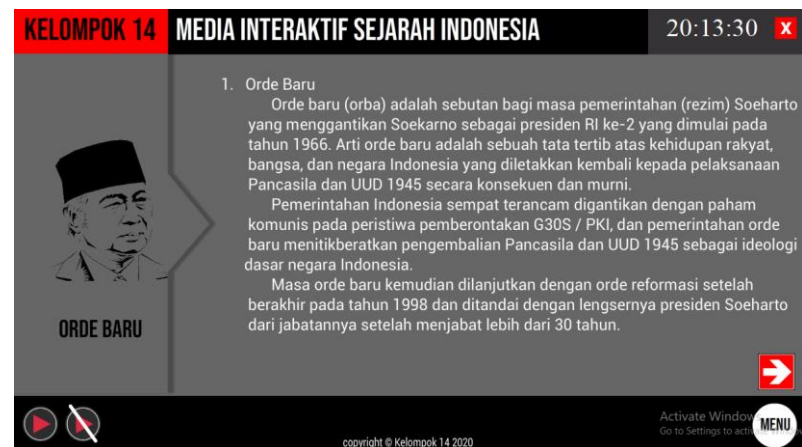 KELOMPOK 14
MEDIA INTERAKTIF SEJARAH INDONESIA
20:13:30
X
1. Orde Baru
Orde baru (orba) adalah sebutan bagi masa pemerintahan (rezim) Soeharto
yang menggantikan Soekarno sebagai presiden RI ke-2 yang dimulai pada
tahun 1966. Arti orde baru adalah sebuah tata tertib atas kehidupan rakyat,
bangsa, dan negara Indonesia yang diletakkan kembali kepada pelaksanaan
Pancasila dan UUD 1945 secara konsekuen dan murni.
Pemerintahan Indonesia sempat terancam digantikan dengan paham
komunis pada peristiwa pemberontakan G30S / PKI, dan pemerintahan orde
baru menitikberatkan pengembalian Pancasila dan UUD 1945 sebagai ideologi
dasar negara Indonesia.
Masa orde baru kemudian dilanjutkan dengan orde reformasi setelah
berakhir pada tahun 1998 dan ditandai dengan lengsernya presiden Soeharto
dari jabatannya setelah menjabat lebih dari 30 tahun.
ORDE BARU
Activate Window
Go to Settings to
MENU
copyright © Kelompok 14 2020